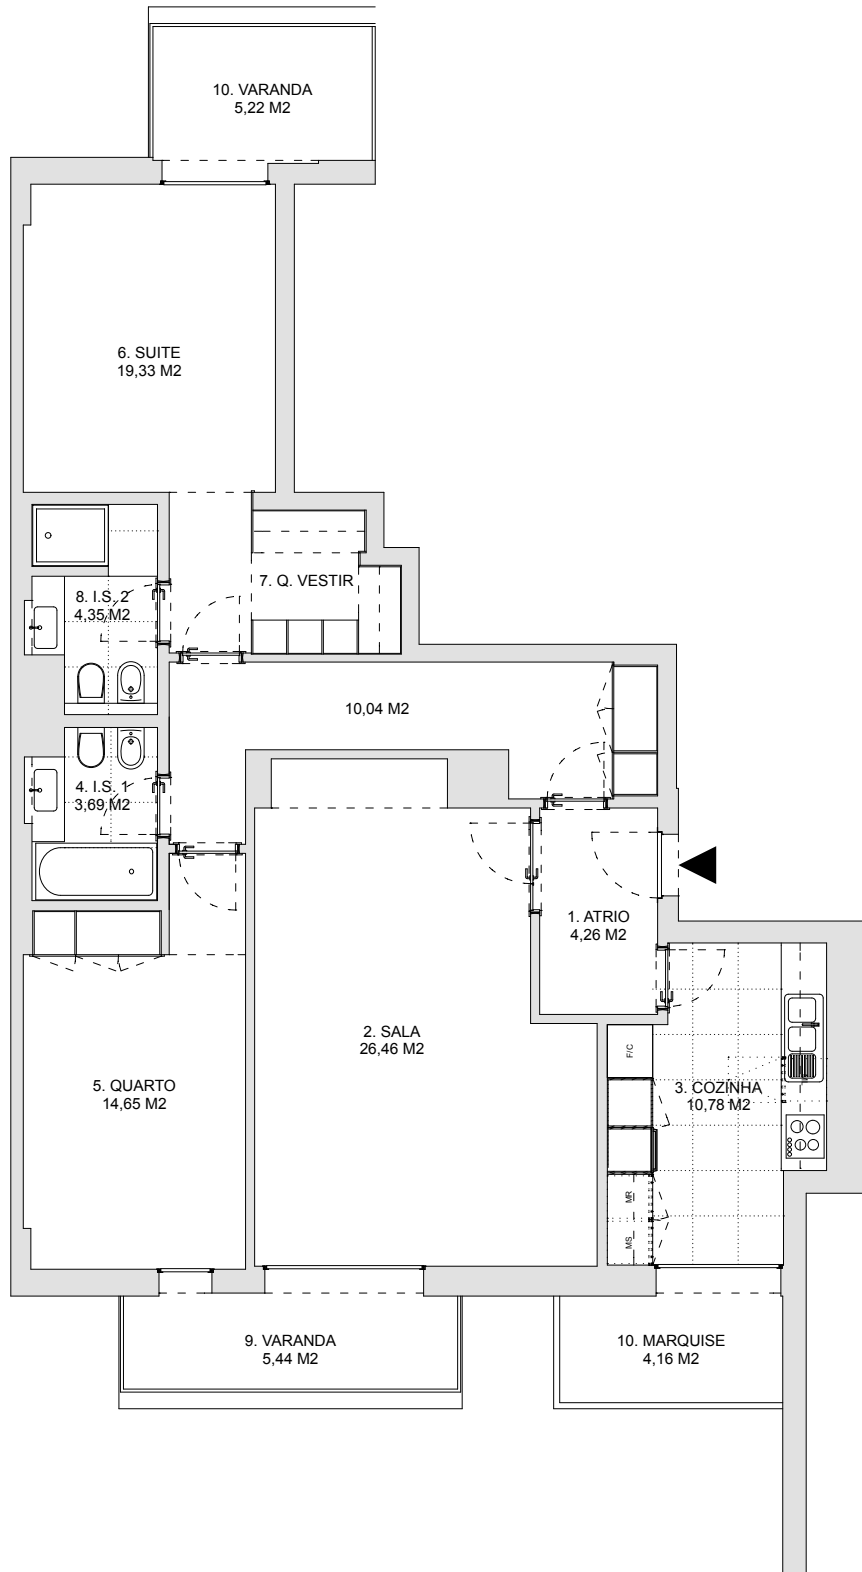 10. VARANDA
5,22 M2
6. SUITE
19,33 M2
7. Q. VESTIR
8. I.S. 2
4,35 M2
10,04 M2
4. I.S. 1
3,69 M2
1. ATRIO
4,26 M2
2. SALA
26,46 M2
F/C
3. COZINHA
10,78 M2
5. QUARTO
14,65 M2
MR
MS
9. VARANDA
5,44 M2
10. MARQUISE
4,16 M2